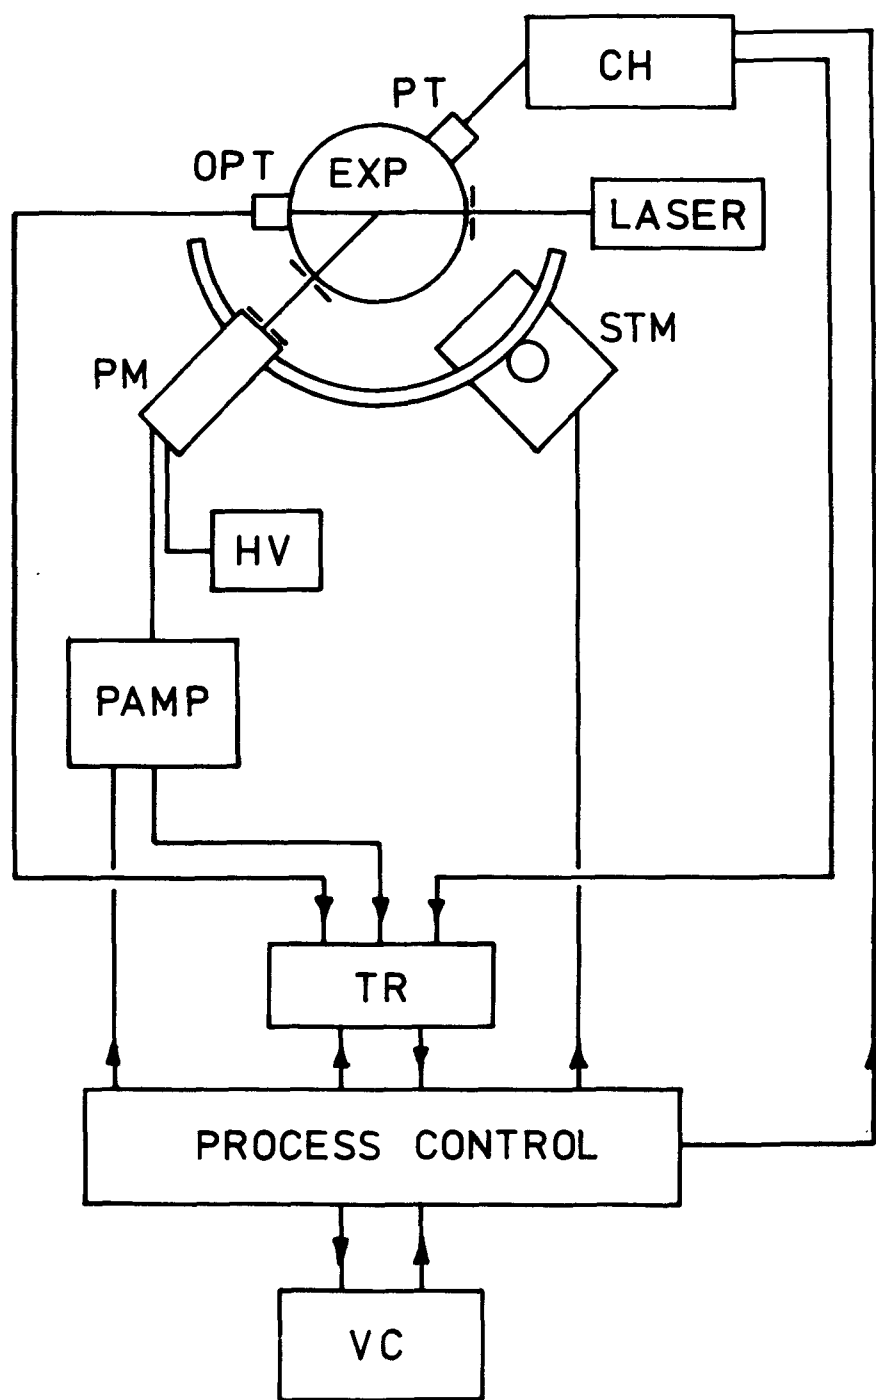 CH
PT
OPT
EXP
LASER
STM
PM
HV
PAMP
TR
PROCESS CONTROL
VC